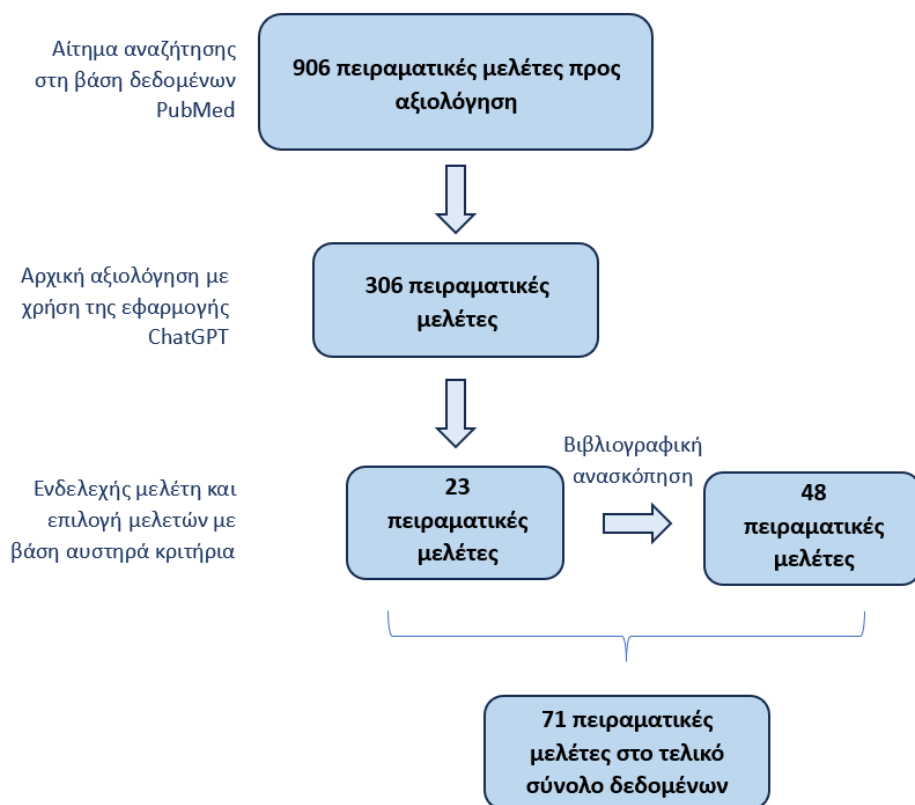 Αίτημα αναζήτησης
στη βάση δεδομένων
PubMed
906 πειραματικές μελέτες προς
αξιολόγηση
Αρχική αξιολόγηση με
χρήση της εφαρμογής
ChatGPT
306 πειραματικές
μελέτες
Ενδελεχής μελέτη και
επιλογή μελετών με
βάση αυστηρά κριτήρια
23
πειραματικές
μελέτες
Βιβλιογραφική
ανασκόπηση
48
πειραματικές
μελέτες
71 πειραματικές
μελέτες στο τελικό
σύνολο δεδομένων